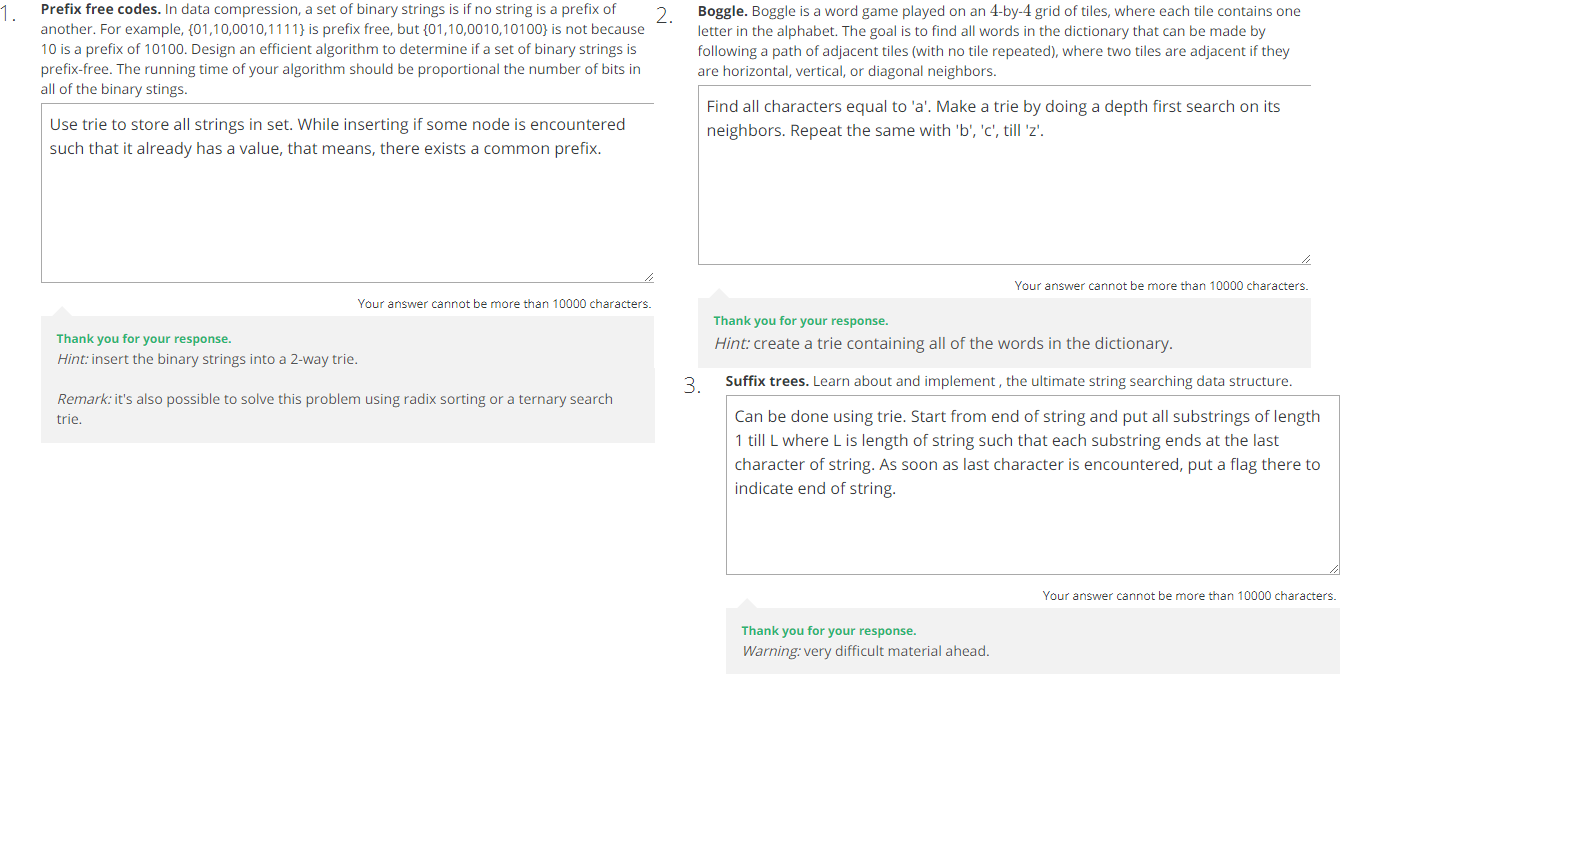 1.
Prefix free codes. In data compression, a set of binary strings is if no string is a prefix of
another. For example, {01,10,0010,1111} is prefix free, but {01,10,0010,10100} is not because
10 is a prefix of 10100. Design an efficient algorithm to determine if a set of binary strings is
prefix-free. The running time of your algorithm should be proportional the number of bits in
all of the binary stings.
Use trie to store all strings in set. While inserting if some node is encountered
such that it already has a value, that means, there exists a common prefix.
Your answer cannot be more than 10000 characters.
Thank you for your response.
Hint: insert the binary strings into a 2-way trie.
Remark: it's also possible to solve this problem using radix sorting or a ternary search
trie.
2.
Boggle. Boggle is a word game played on an 4-by-4 grid of tiles, where each tile contains one
letter in the alphabet. The goal is to find all words in the dictionary that can be made by
following a path of adjacent tiles (with no tile repeated), where two tiles are adjacent if they
are horizontal, vertical, or diagonal neighbors.
Find all characters equal to 'a'. Make a trie by doing a depth first search on its
neighbors. Repeat the same with 'b', 'c', till 'z'.
Your answer cannot be more than 10000 characters.
Thank you for your response.
Hint: create a trie containing all of the words in the dictionary.
3.
Suffix trees. Learn about and implement , the ultimate string searching data structure.
Can be done using trie. Start from end of string and put all substrings of length
1 till L where L is length of string such that each substring ends at the last
character of string. As soon as last character is encountered, put a flag there to
indicate end of string.
Your answer cannot be more than 10000 characters.
Thank you for your response.
Warning: very difficult material ahead.